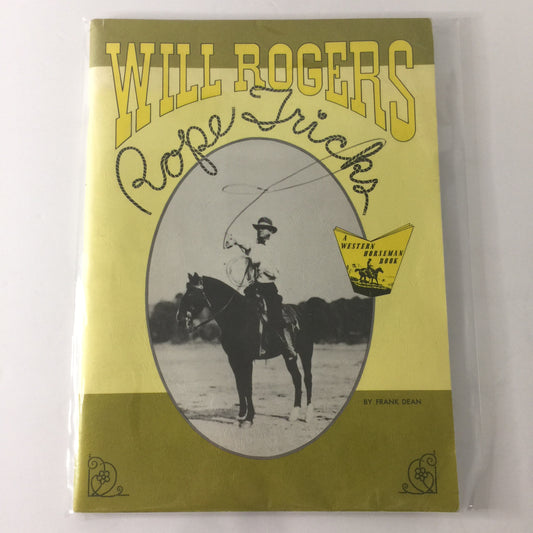 WILL ROGERS
Rope Tricks
A
WESTERN
HORSEMAN
BOOK
BY FRANK DEAN